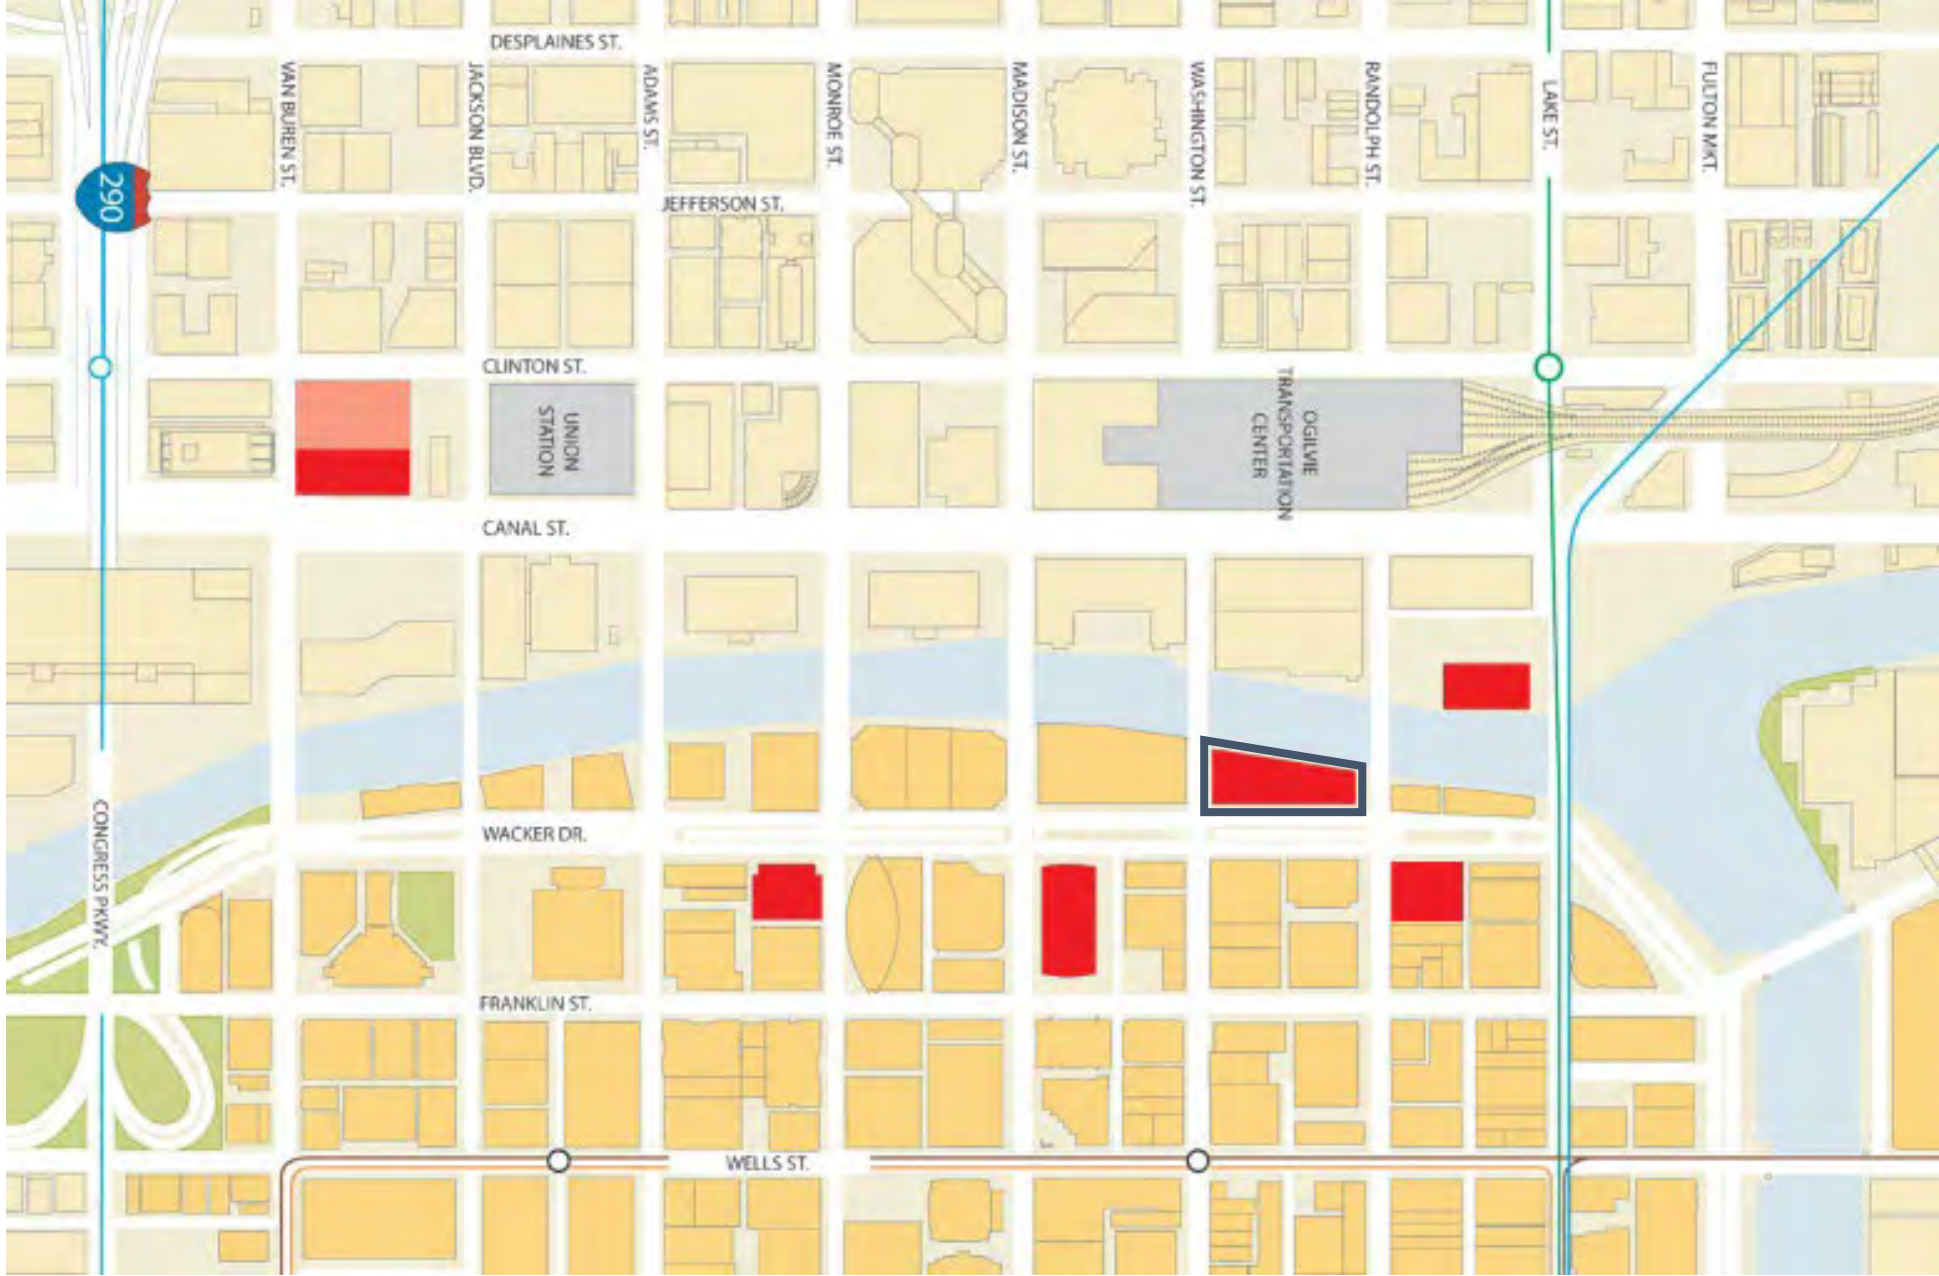 DESPLAINES ST.
VAN BUREN ST.
JACKSON BLVD.
ADAMS ST.
MONROE ST.
MADISON ST.
WASHINGTON ST.
RANDOLPH ST.
LAKE ST.
FULTON MKT.
290
JEFFERSON ST.
CLINTON ST.
UNION
STATION
OGILVIE
TRANSPORTATION
CENTER
CANAL ST.
WACKER DR.
CONGRESS PKWY.
FRANKLIN ST.
WELLS ST.